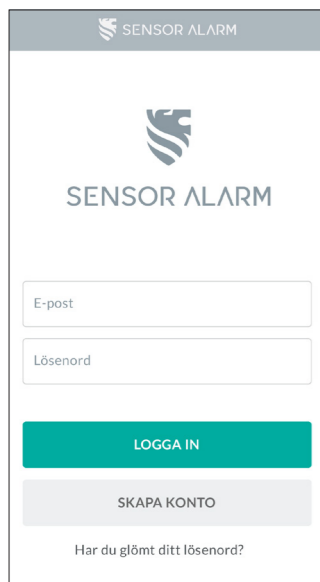 SENSOR ALARM
SENSOR ALARM
E-post
Lösenord
LOGGA IN
SKAPA KONTO
Har du glömt ditt lösenord?